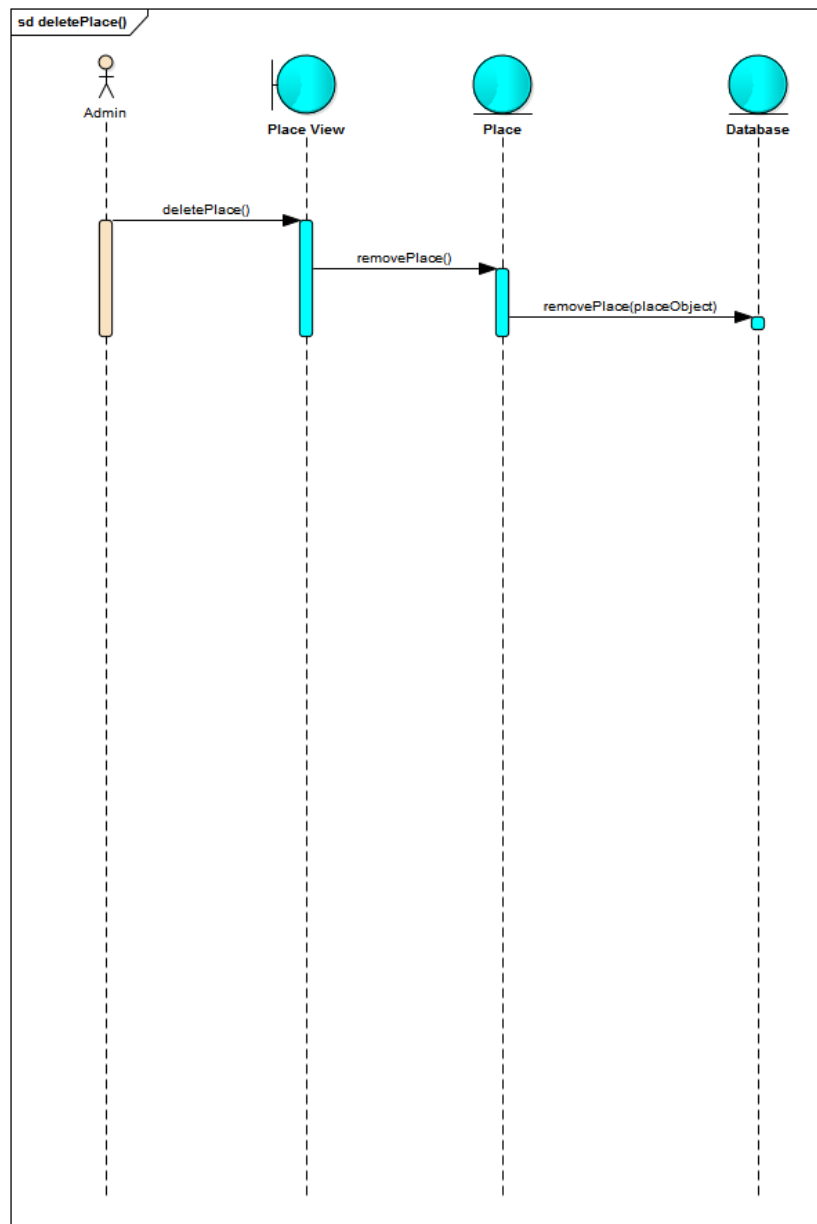 sd deletePlace()
Admin
Place View
Place
Database
deletePlace()
removePlace()
removePlace(placeObject)